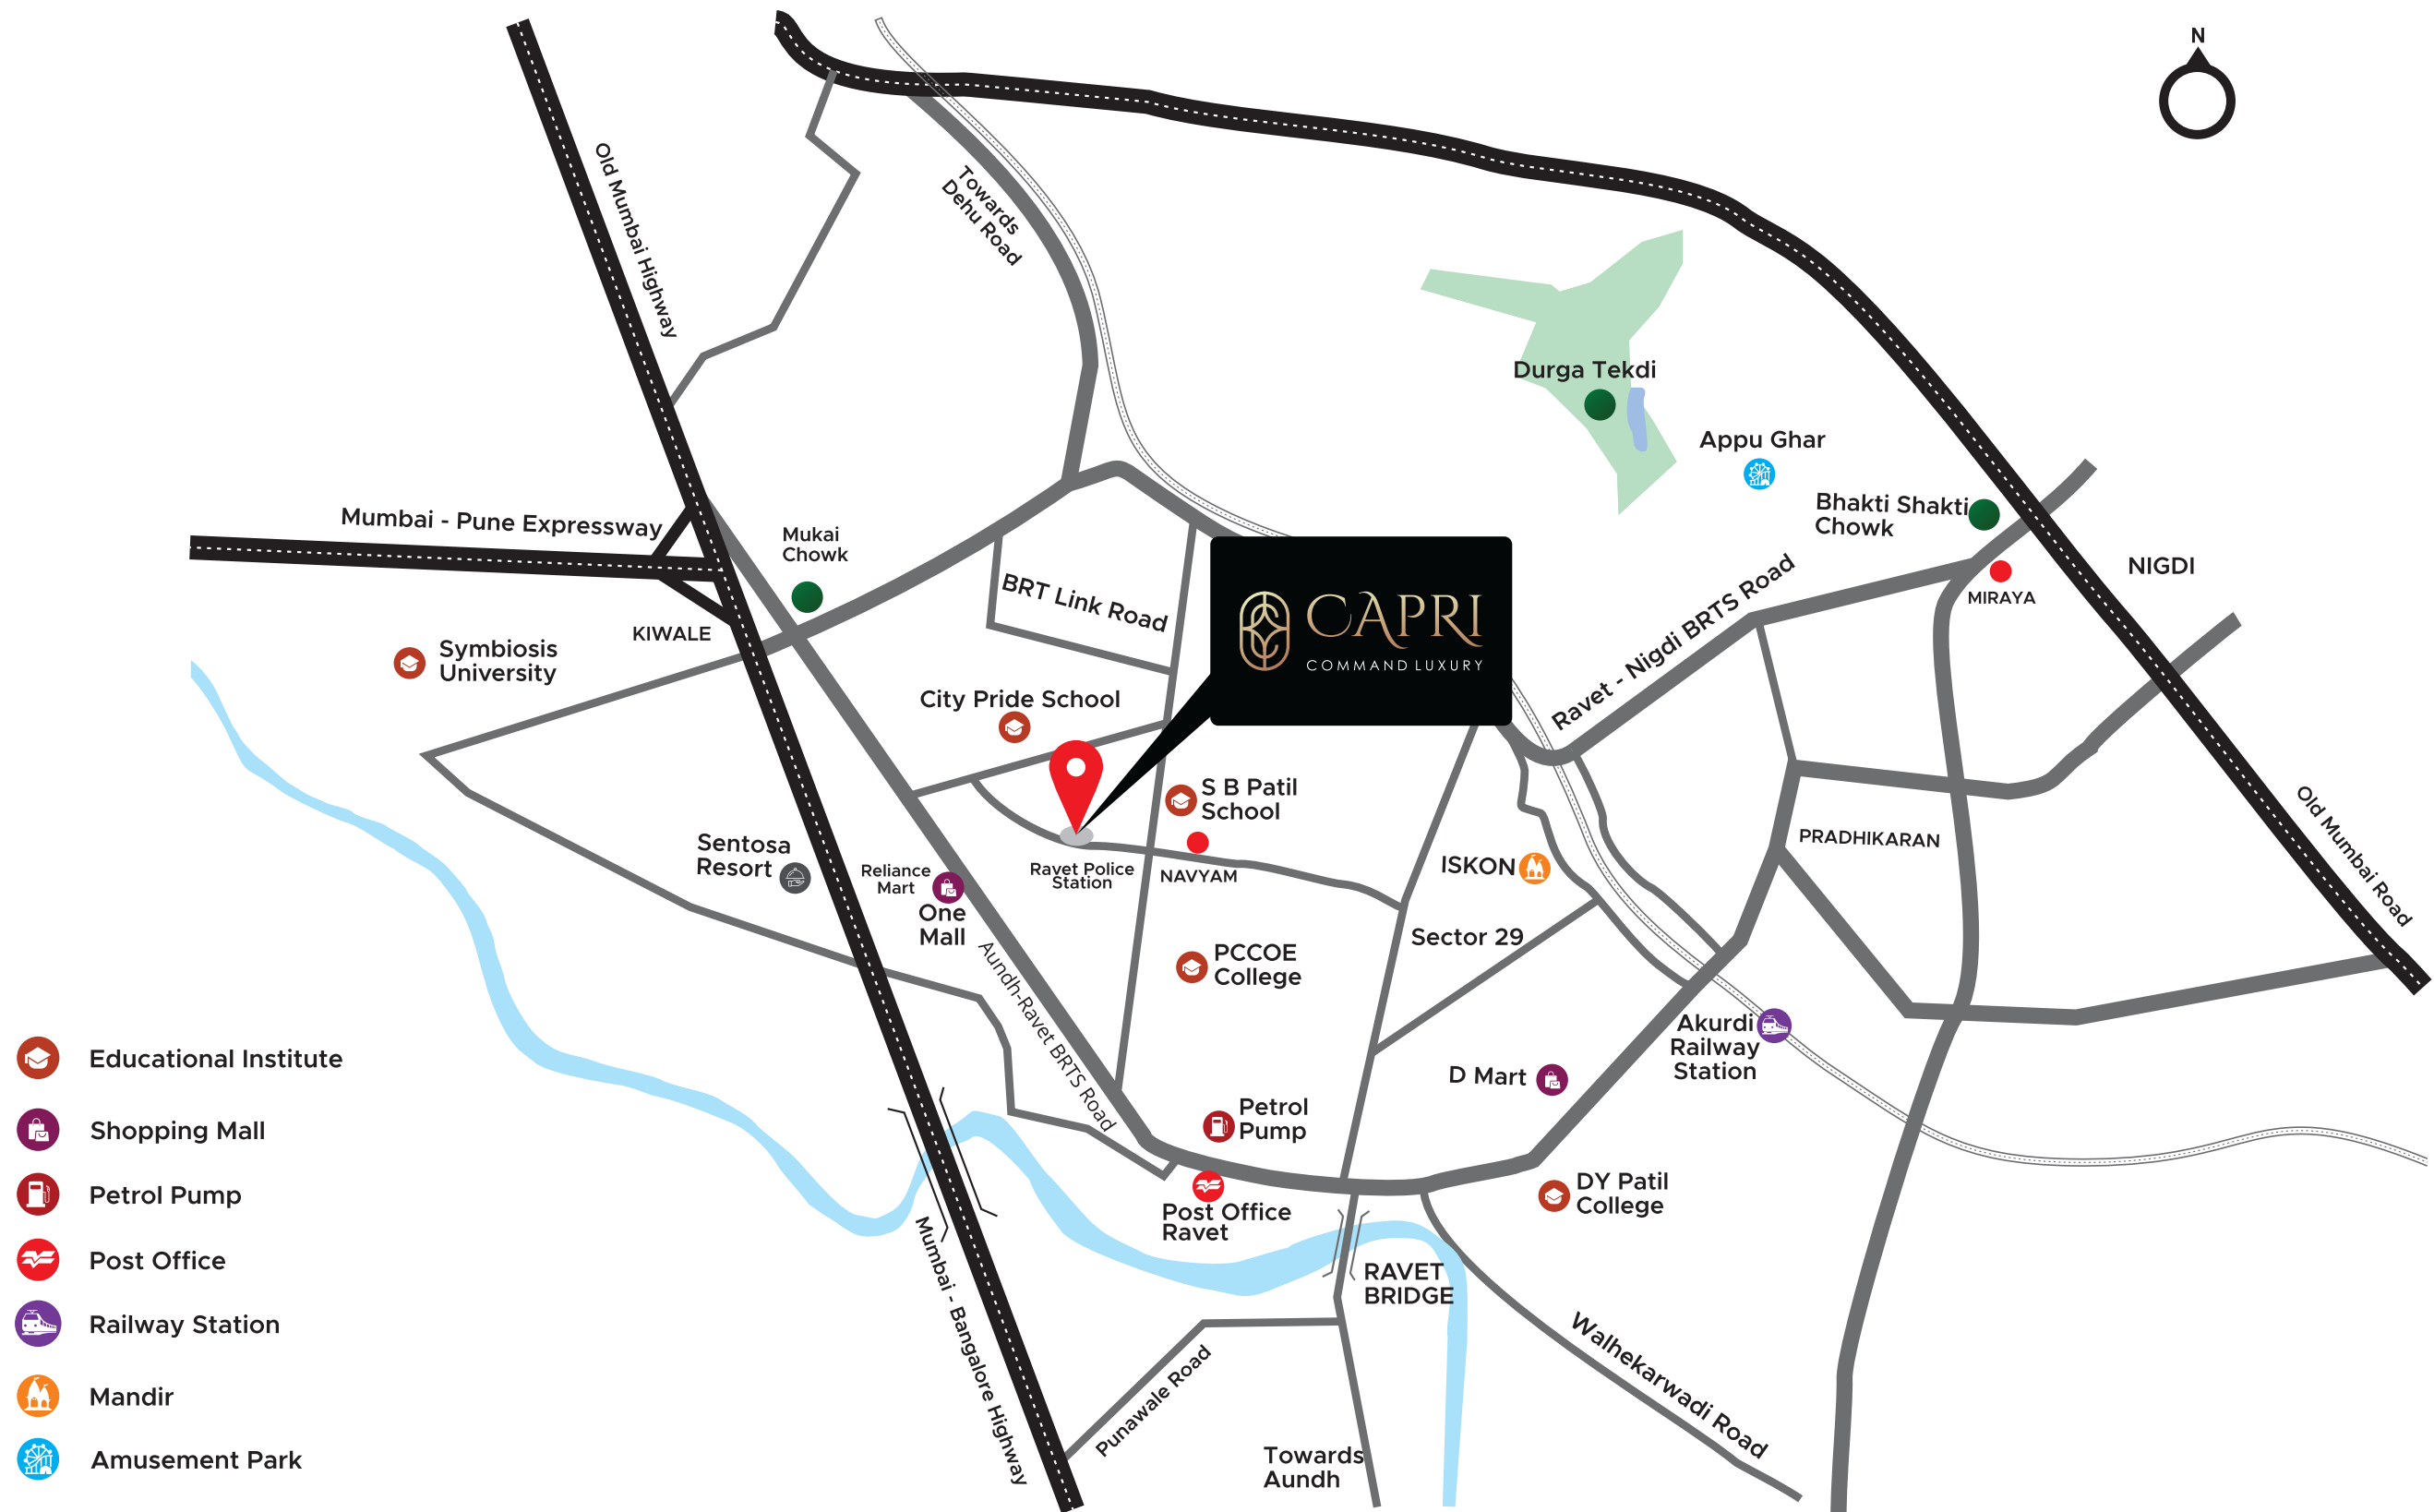 N
Old Mumbai Highway
Towards
Dehu Road
Durga Tekdi
Appu Ghar
Bhakti Shakti
Chowk
NIGDI
MIRAYA
Mumbai - Pune Expressway
Mukai
Chowk
KIWALE
Symbiosis
University
BRT Link Road
CAPRI
COMMAND LUXURY
Ravet - Nigdi BRTS Road
City Pride School
S B Patil
School
Sentosa
Resort
Reliance
Mart
One
Mall
Ravet Police
Station
NAVYAM
ISKON
PRADHIKARAN
Old Mumbai Road
Sector 29
PCCOE
College
Aundh-Ravet BRTS Road
Akurdi
Railway
Station
D Mart
Petrol
Pump
Post Office
Ravet
DY Patil
College
RAVET
BRIDGE
Mumbai - Bangalore Highway
Punawale Road
Walhekarwadi Road
Towards
Aundh
Educational Institute
Shopping Mall
Petrol Pump
Post Office
Railway Station
Mandir
Amusement Park